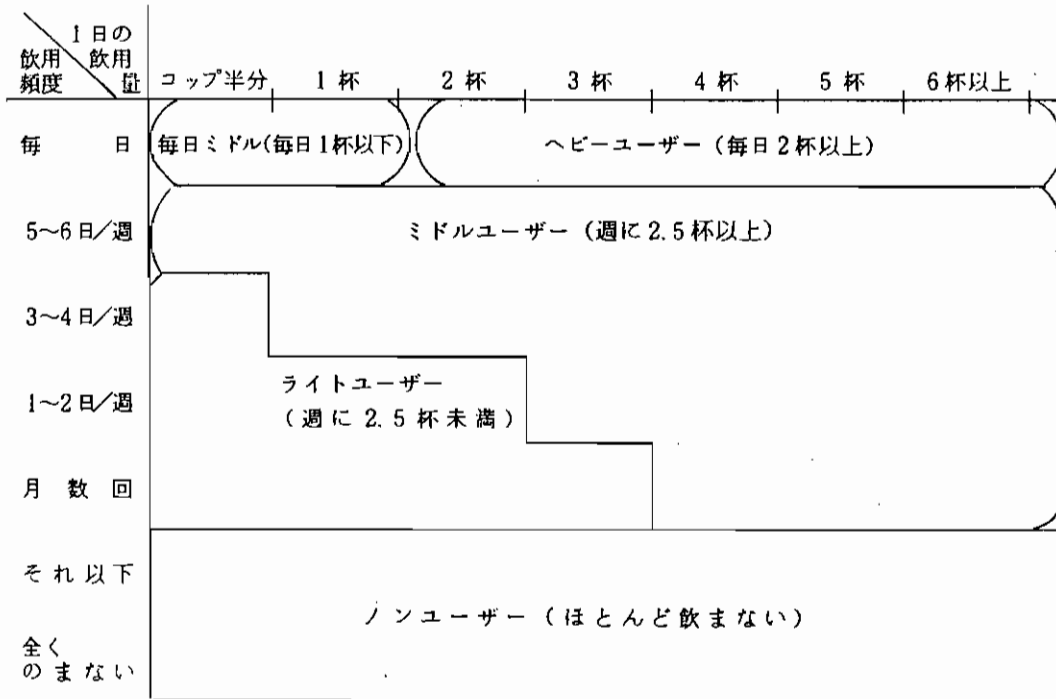 1日の
飲用 飲用
頻度 量
コップ半分 1杯 2杯 3杯 4杯 5杯 6杯以上
毎日 毎日ミドル(毎日1杯以下) ヘビーユーザー(毎日2杯以上)
5~6日/週 ミドルユーザー(週に2.5杯以上)
3~4日/週
ライトユーザー
1~2日/週
(週に2.5杯未満)
月数回
それ以下
ノンユーザー(ほとんど飲まない)
全く
のまない